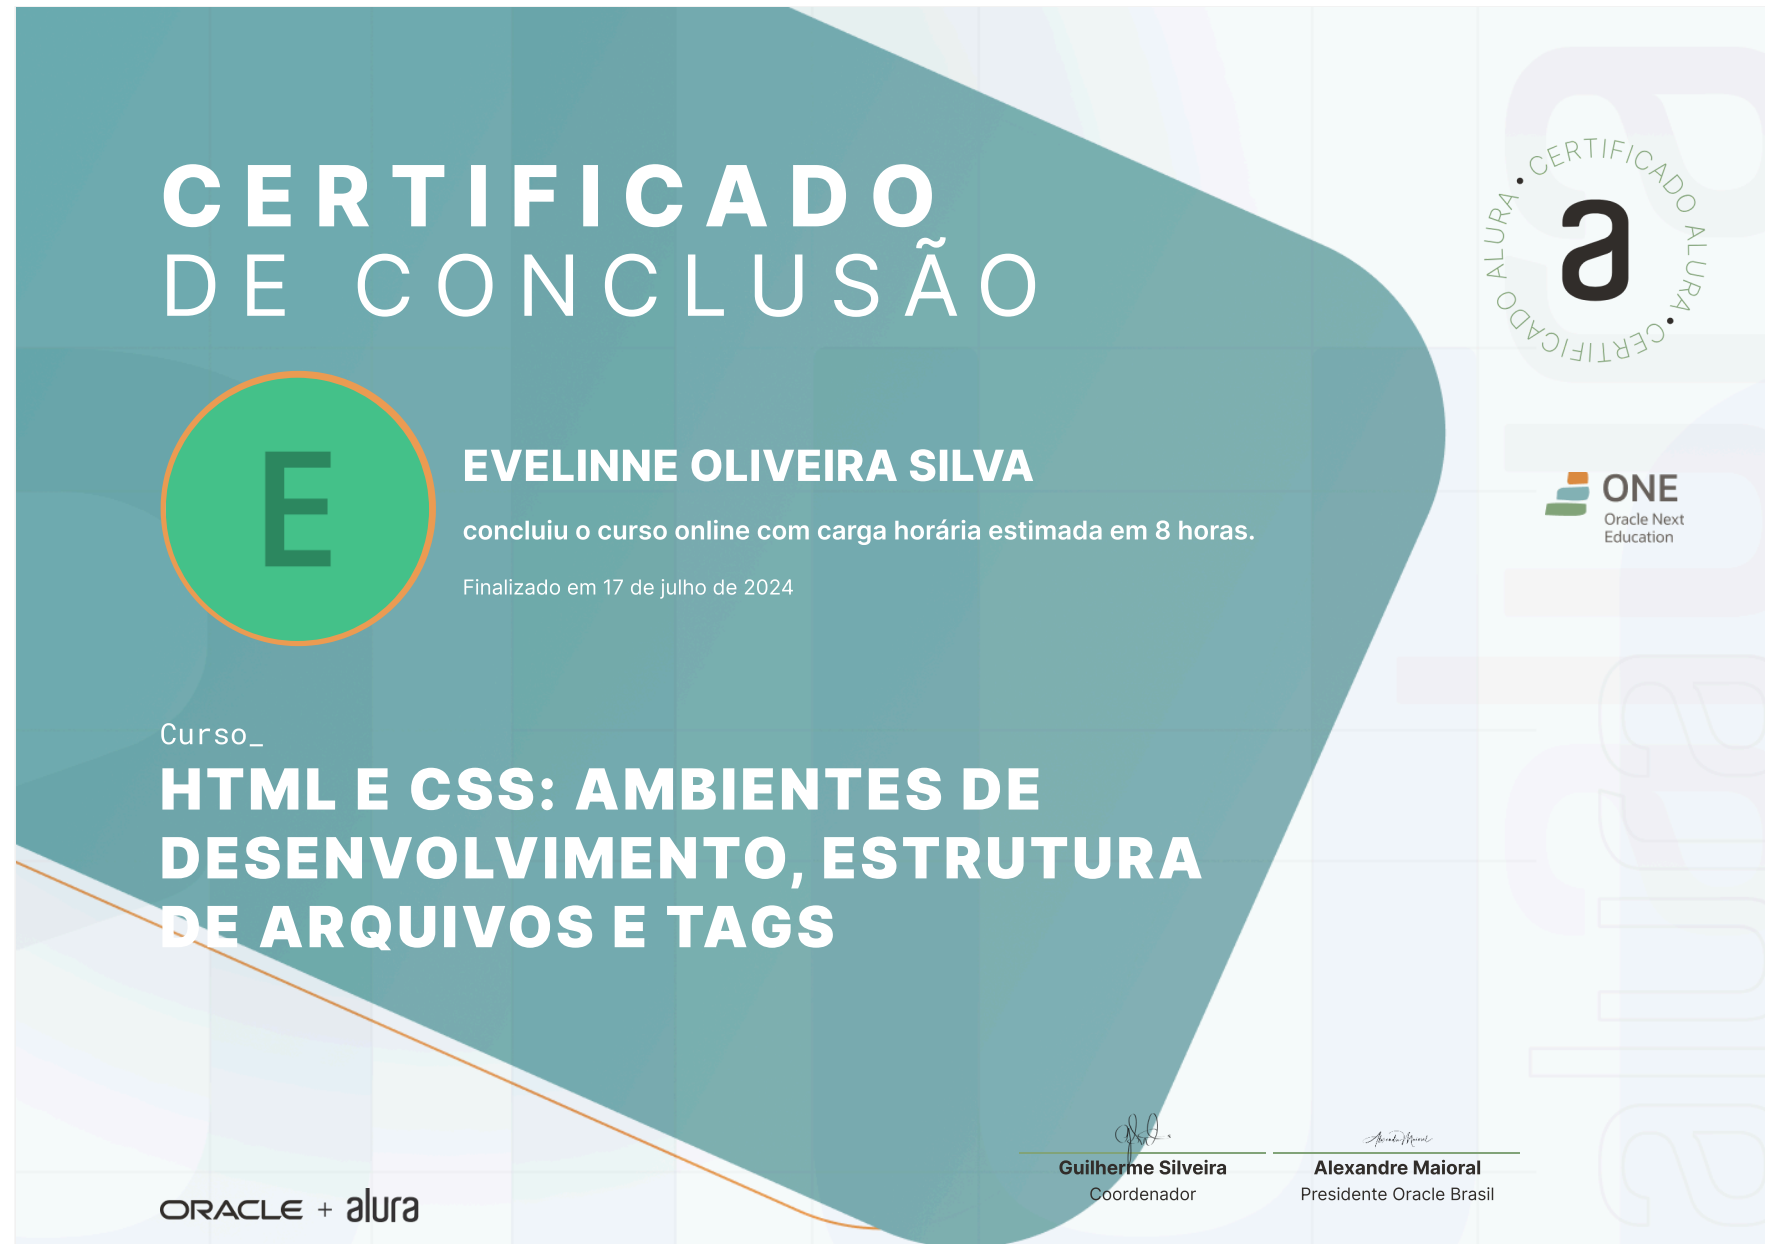 CERTIFICADO
DE CONCLUSÃO
CERTIFICADO ALURA • CERTIFICADO ALURA •
a
EVELINNE OLIVEIRA SILVA
E
concluiu o curso online com carga horária estimada em 8 horas.
Finalizado em 17 de julho de 2024
ONE
Oracle Next
Education
Curso_
HTML E CSS: AMBIENTES DE
DESENVOLVIMENTO, ESTRUTURA
DE ARQUIVOS E TAGS
Guilherme Silveira
Coordenador
Alexandre Maioral
Presidente Oracle Brasil
ORACLE + alura
alura
alura